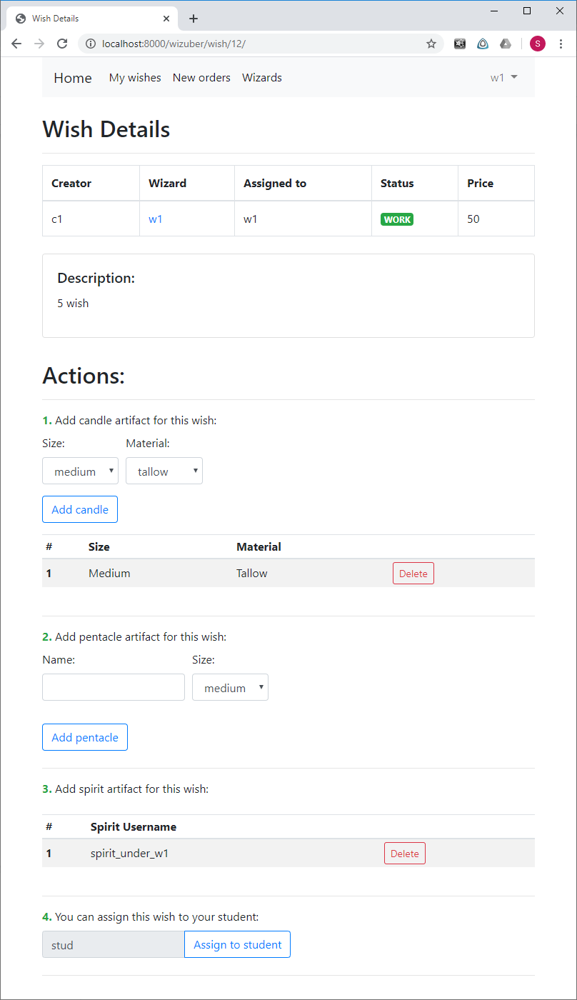 Wish Details
localhost:8000/wizuber/wish/12/
S
Home My wishes New orders Wizards w1
Wish Details
Creator Wizard Assigned to Status Price
c1 w1 w1 WORK 50
Description:
5 wish
Actions:
1. Add candle artifact for this wish:
Size: Material:
medium tallow
Add candle
# Size Material
1 Medium Tallow Delete
2. Add pentacle artifact for this wish:
Name: Size:
medium
Add pentacle
3. Add spirit artifact for this wish:
# Spirit Username
1 spirit_under_w1 Delete
4. You can assign this wish to your student:
stud Assign to student